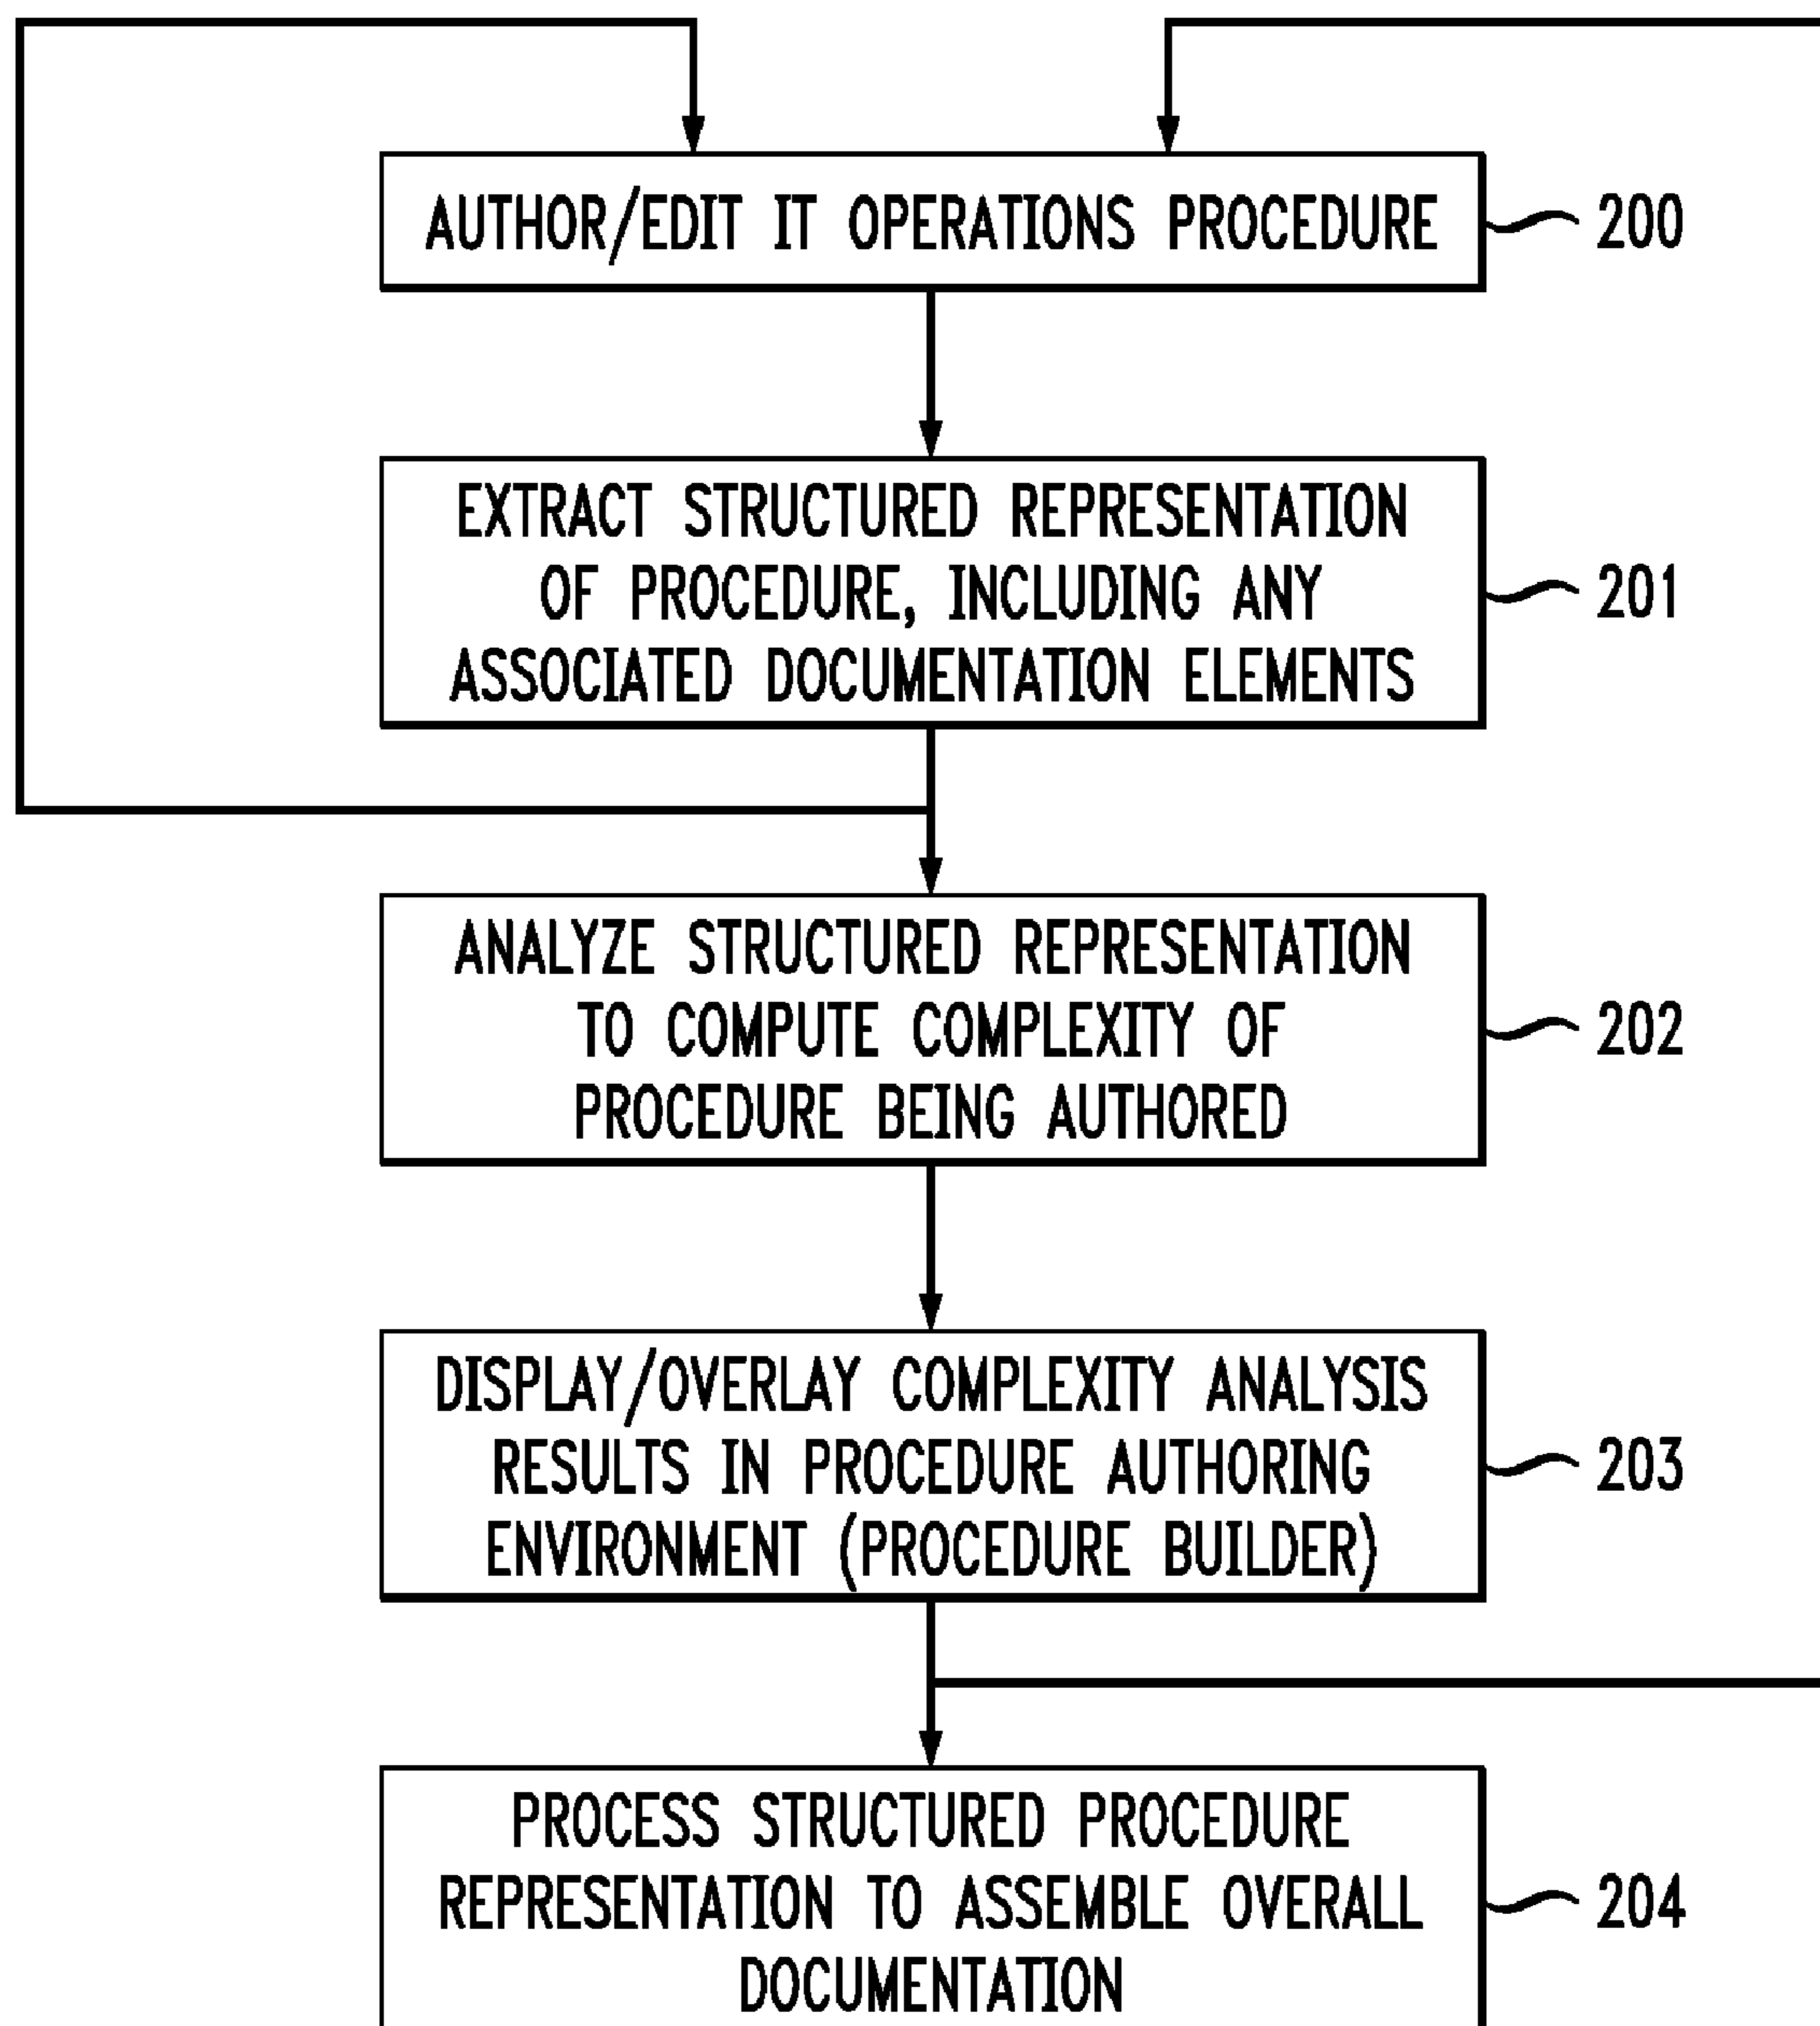 AUTHOR/EDIT IT OPERATIONS PROCEDURE
200
EXTRACT STRUCTURED REPRESENTATION
OF PROCEDURE, INCLUDING ANY
ASSOCIATED DOCUMENTATION ELEMENTS
201
ANALYZE STRUCTURED REPRESENTATION
TO COMPUTE COMPLEXITY OF
PROCEDURE BEING AUTHORED
202
DISPLAY/OVERLAY COMPLEXITY ANALYSIS
RESULTS IN PROCEDURE AUTHORING
ENVIRONMENT (PROCEDURE BUILDER)
203
PROCESS STRUCTURED PROCEDURE
REPRESENTATION TO ASSEMBLE OVERALL
DOCUMENTATION
204